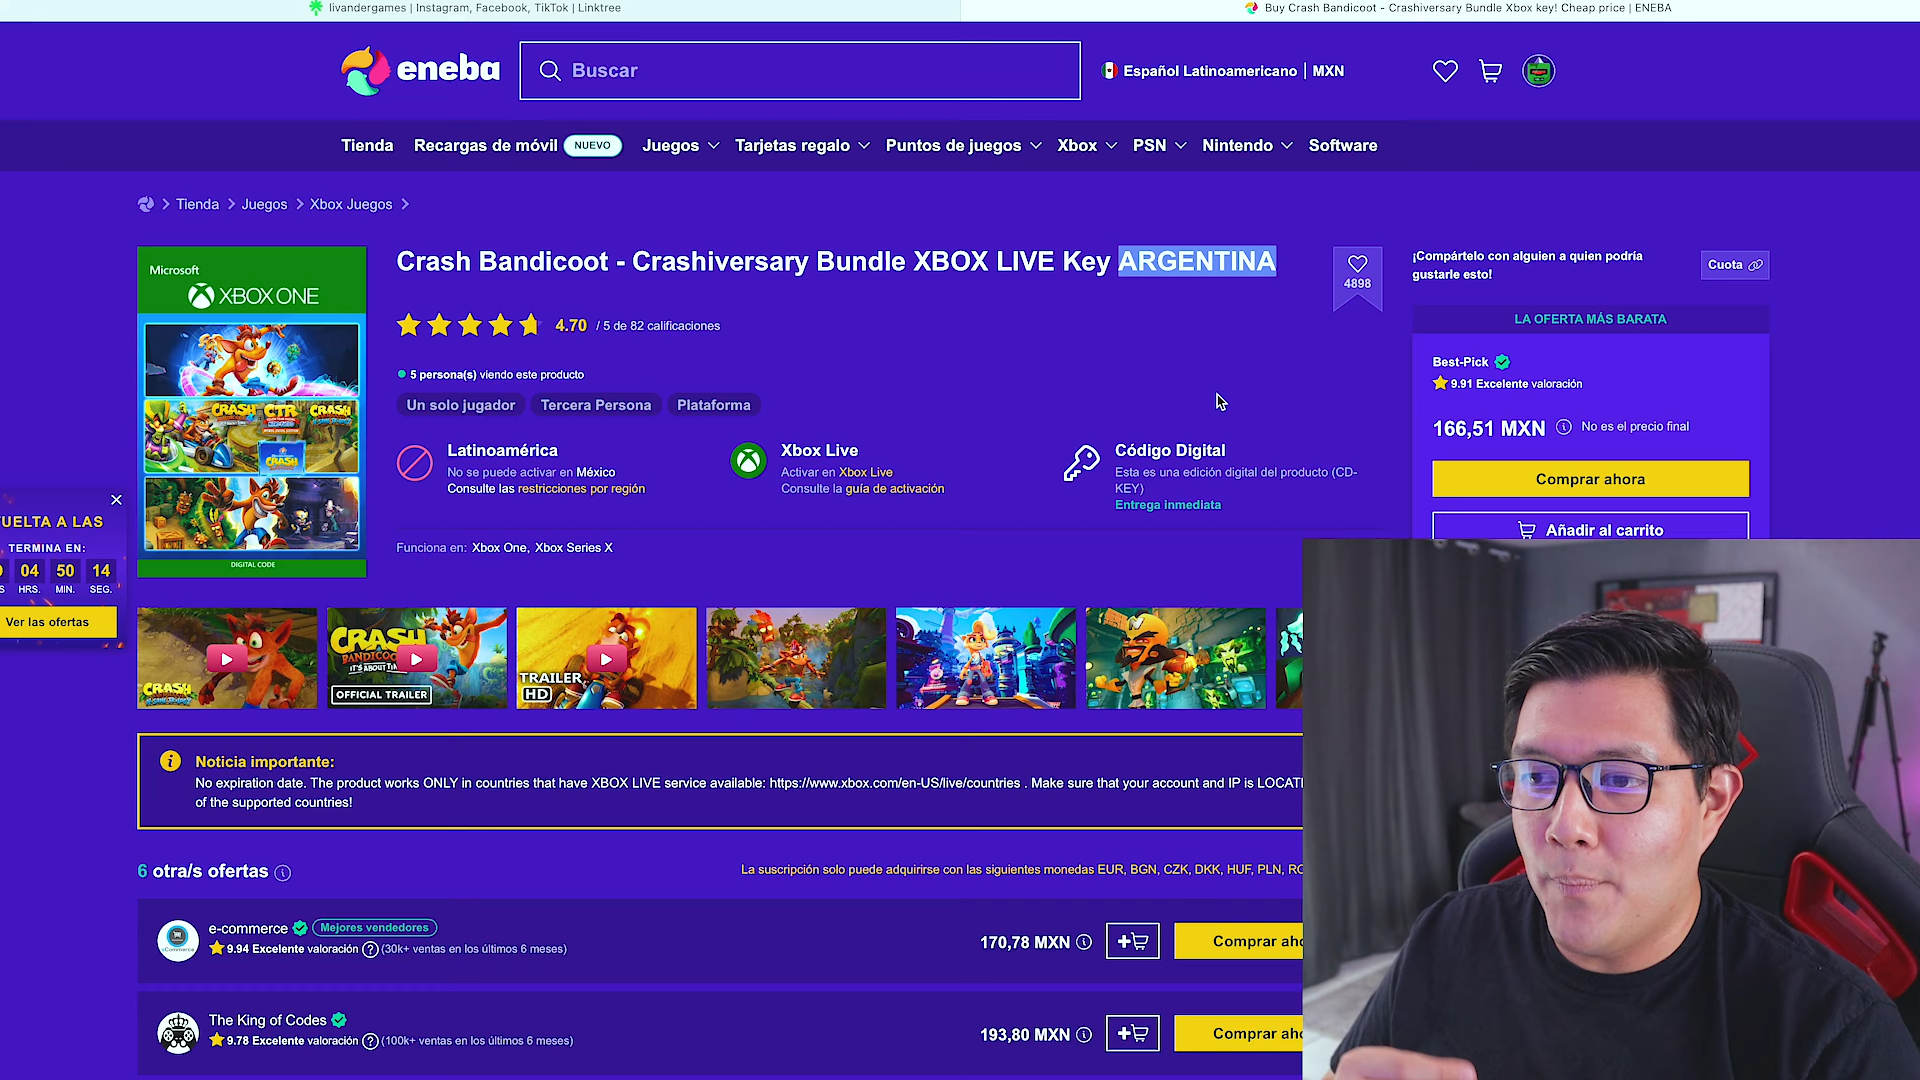 livandergames | Instagram, Facebook, TikTok | Linktree
Buy Crash Bandicoot - Crashiversary Bundle Xbox key! Cheap price | ENEBA
eneba
Buscar
Español Latinoamericano | MXN
Tienda
Recargas de móvil NUEVO
Juegos
Tarjetas regalo
Puntos de juegos
Xbox
PSN
Nintendo
Software
Tienda > Juegos > Xbox Juegos >
Microsoft
XBOX ONE
DIGITAL CODE
Crash Bandicoot - Crashiversary Bundle XBOX LIVE Key ARGENTINA
4898
4.70 / 5 de 82 calificaciones
5 persona(s) viendo este producto
Un solo jugador
Tercera Persona
Plataforma
Latinoamérica
No se puede activar en México
Consulte las restricciones por región
Xbox Live
Activar en Xbox Live
Consulte la guía de activación
Código Digital
Esta es una edición digital del producto (CD-
KEY)
Entrega inmediata
Funciona en: Xbox One, Xbox Series X
¡Compártelo con alguien a quien podría
gustarle esto!
Cuota
LA OFERTA MÁS BARATA
Best-Pick
9.91 Excelente valoración
166,51 MXN
No es el precio final
Comprar ahora
Añadir al carrito
UELTA A LAS
TERMINA EN:
04 50 14
HRS. MIN. SEG.
Ver las ofertas
CRASH
CRASH
OFFICIAL TRAILER
TRAILER
HD
Noticia importante:
No expiration date. The product works ONLY in countries that have XBOX LIVE service available: https://www.xbox.com/en-US/live/countries . Make sure that your account and IP is LOCATE
of the supported countries!
6 otra/s ofertas
La suscripción solo puede adquirirse con las siguientes monedas EUR, BGN, CZK, DKK, HUF, PLN, RO
e-commerce Mejores vendedores
9.94 Excelente valoración (30k+ ventas en los últimos 6 meses)
170,78 MXN
Comprar aho
The King of Codes
9.78 Excelente valoración (100k+ ventas en los últimos 6 meses)
193,80 MXN
Comprar aho